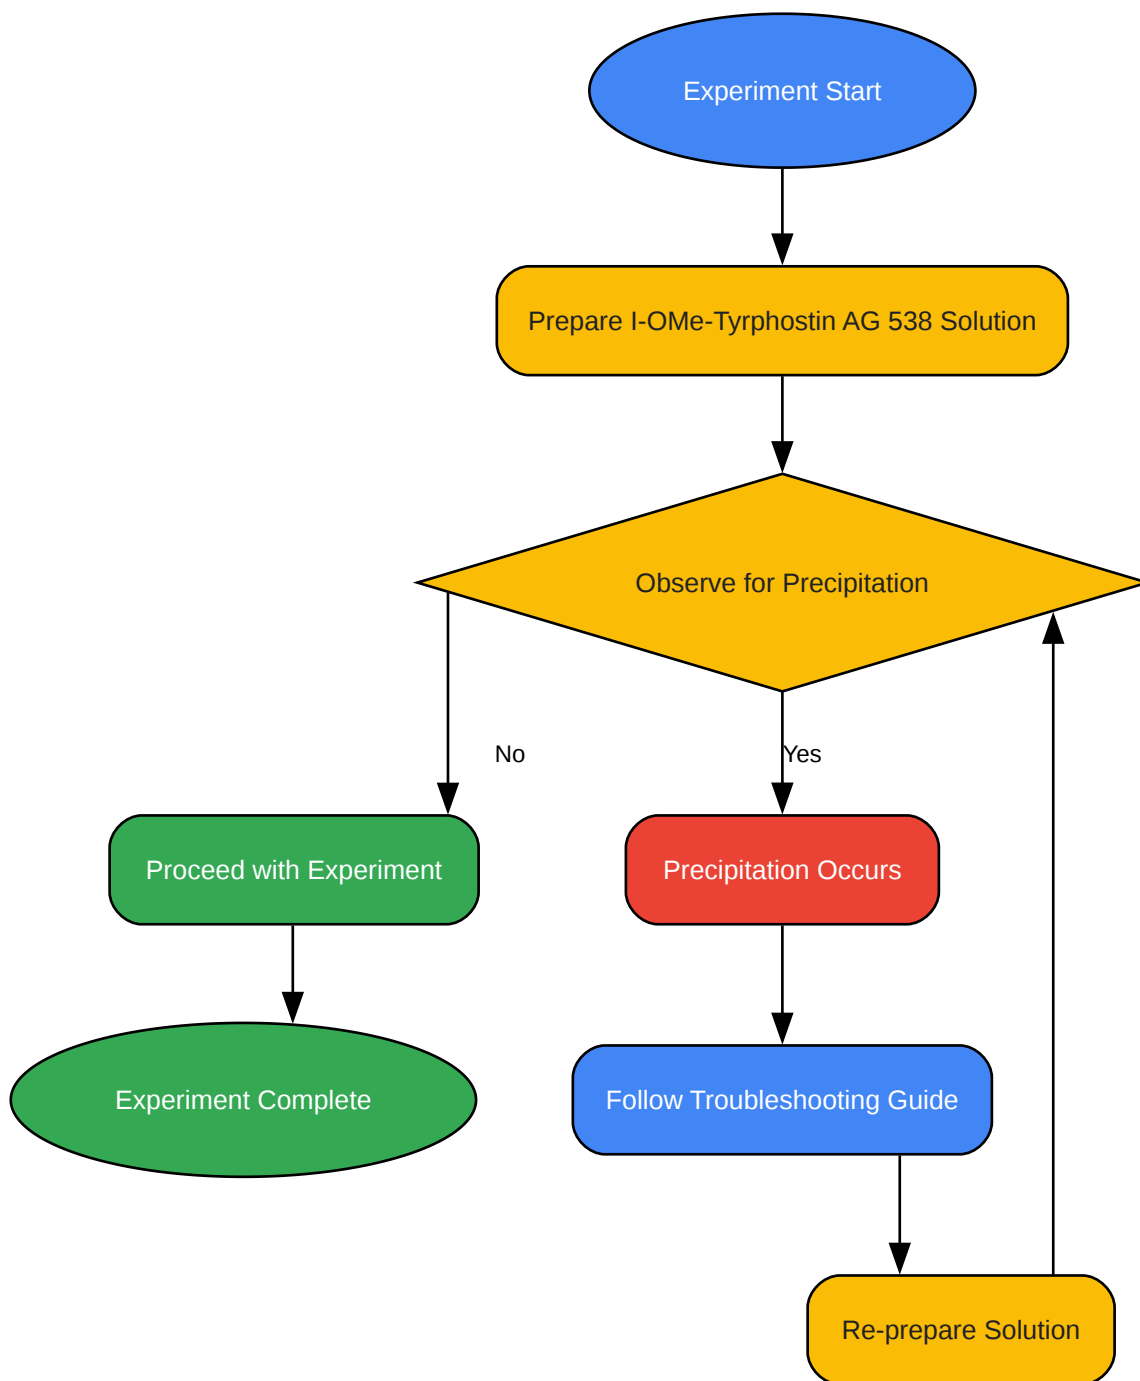 Experiment Start
Prepare I-OMe-Tyrphostin AG 538 Solution
Observe for Precipitation
No
Yes
Proceed with Experiment
Precipitation Occurs
Experiment Complete
Follow Troubleshooting Guide
Re-prepare Solution